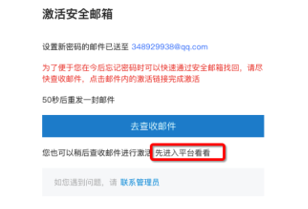 激活安全邮箱
设置新密码的邮件已送至 348929938@qq.com
为了便于您在今后忘记密码时可以快速通过安全邮箱找回，请尽
快查收邮件，点击邮件内的激活链接完成激活
50秒后重发一封邮件
去查收邮件
您也可以稍后查收邮件进行激活 先进入平台看看
如您遇到问题，请 联系管理员